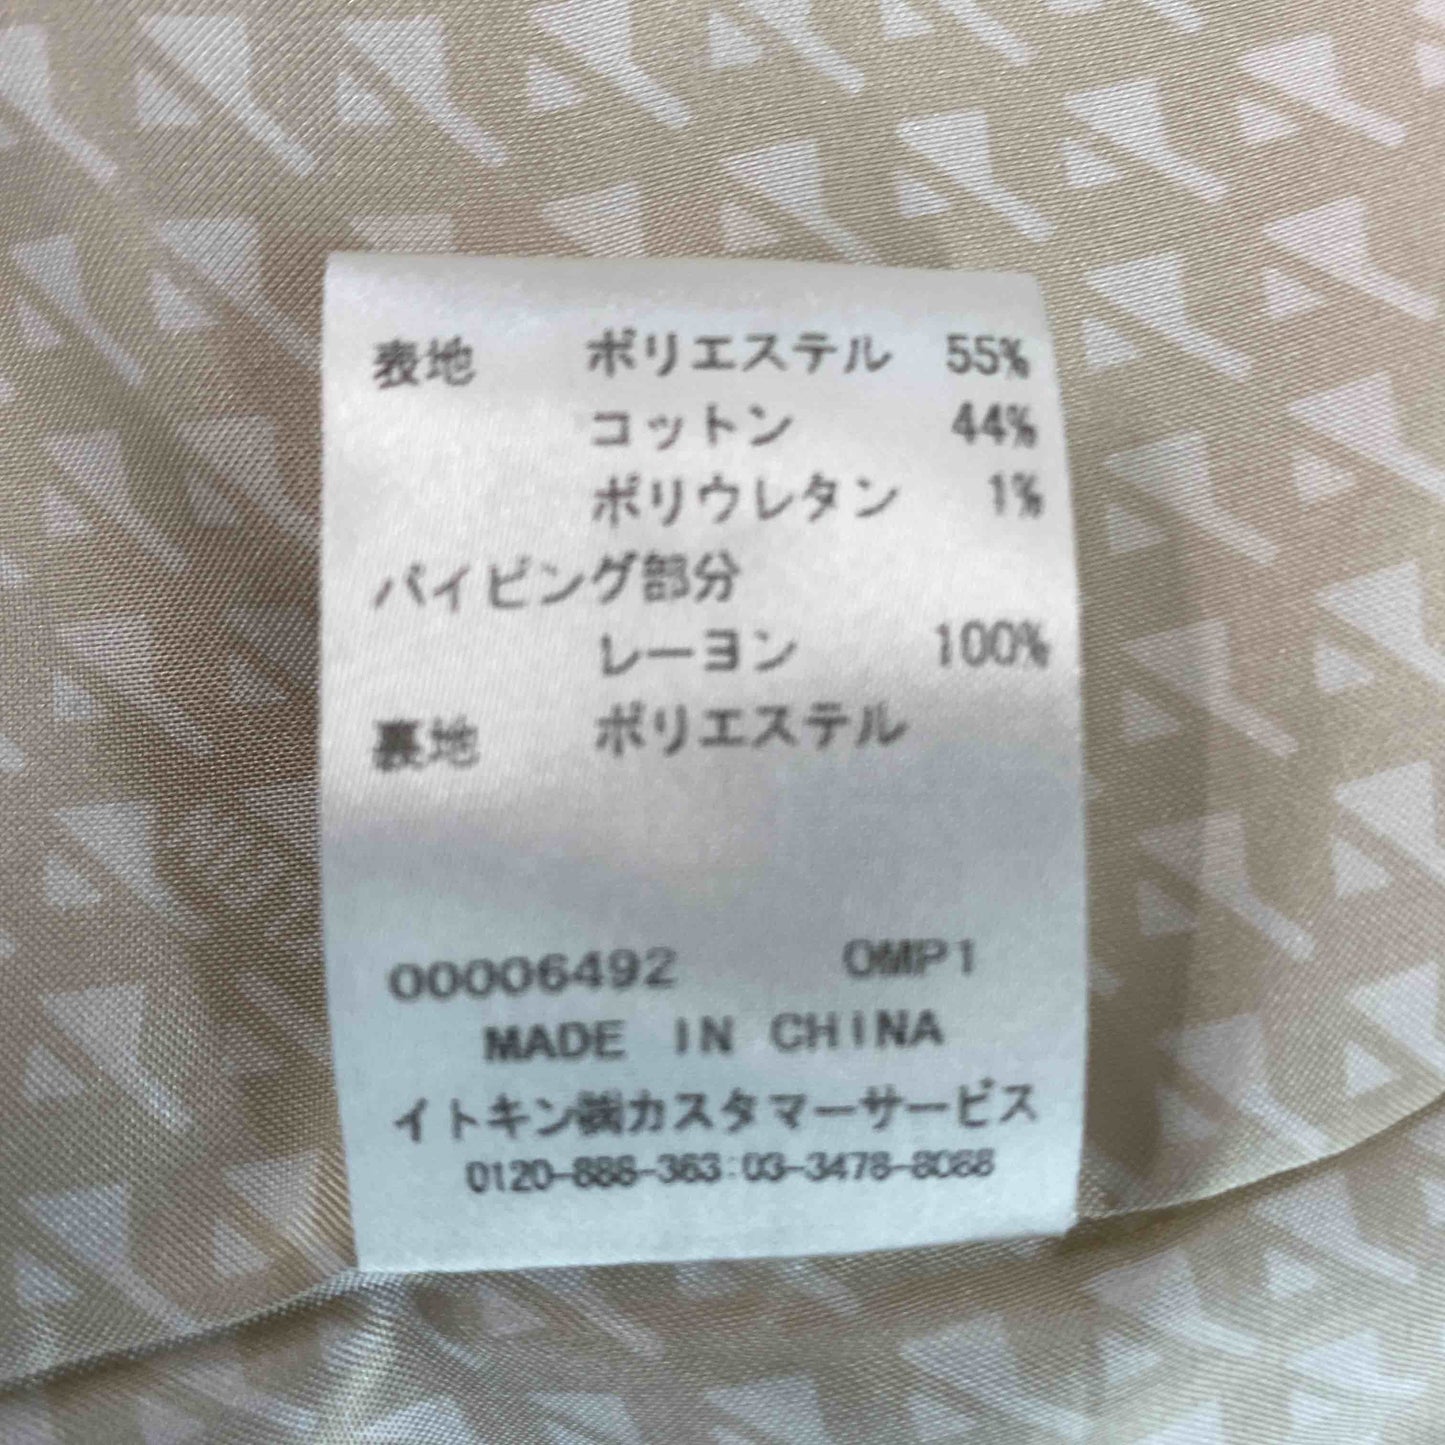 表地 ポリエステル 55%
コットン 44%
ポリウレタン 1%
パイピング部分
レーヨン 100%
裏地 ポリエステル
00006492 OMP1
MADE IN CHINA
イトキン㈱カスタマーサービス
0120-888-363:03-3478-8088